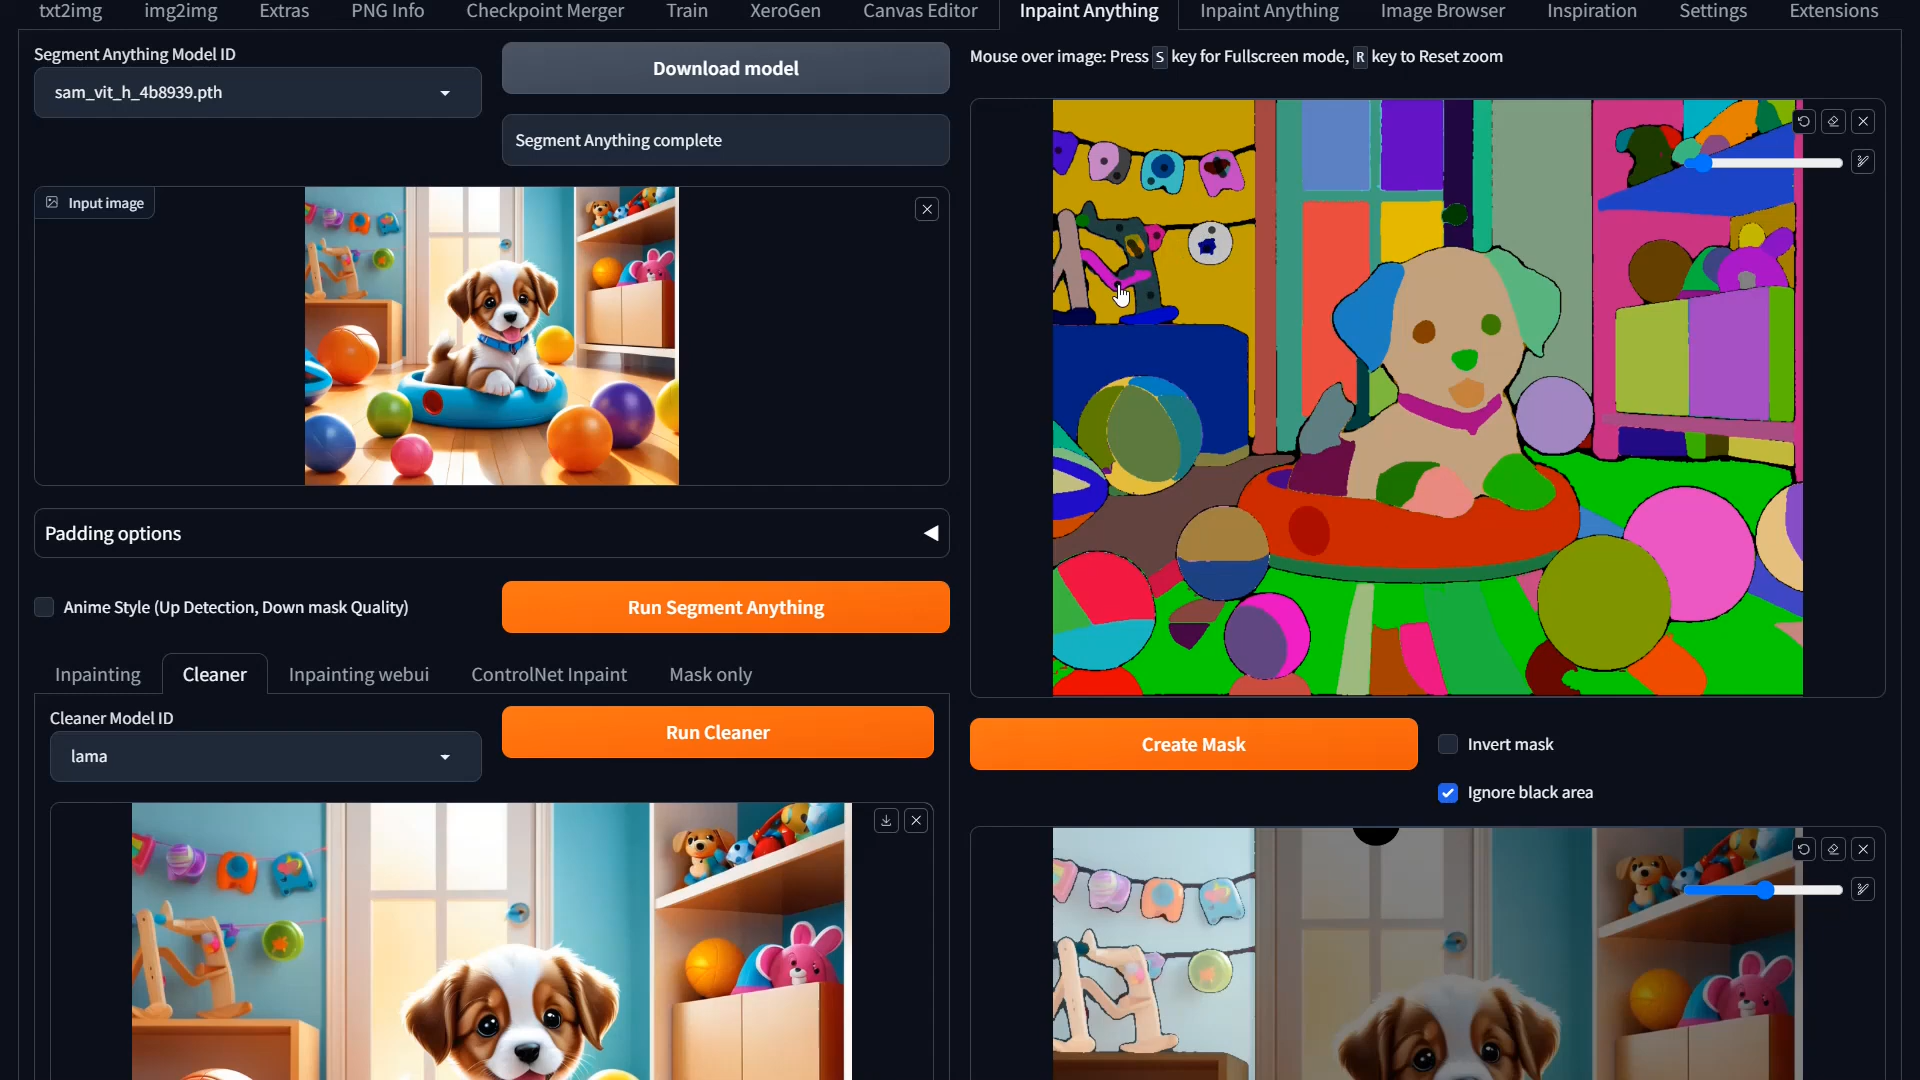 txt2img img2img Extras PNG Info Checkpoint Merger Train XeroGen Canvas Editor Inpaint Anything Inpaint Anything Image Browser Inspiration Settings Extensions
Segment Anything Model ID
sam_vit_h_4b8939.pth
Download model
Segment Anything complete
Input image
Padding options
Anime Style (Up Detection, Down mask Quality)
Run Segment Anything
Inpainting Cleaner Inpainting webui ControlNet Inpaint Mask only
Cleaner Model ID
lama
Run Cleaner
Mouse over image: Press S key for Fullscreen mode, R key to Reset zoom
Create Mask
Invert mask
Ignore black area